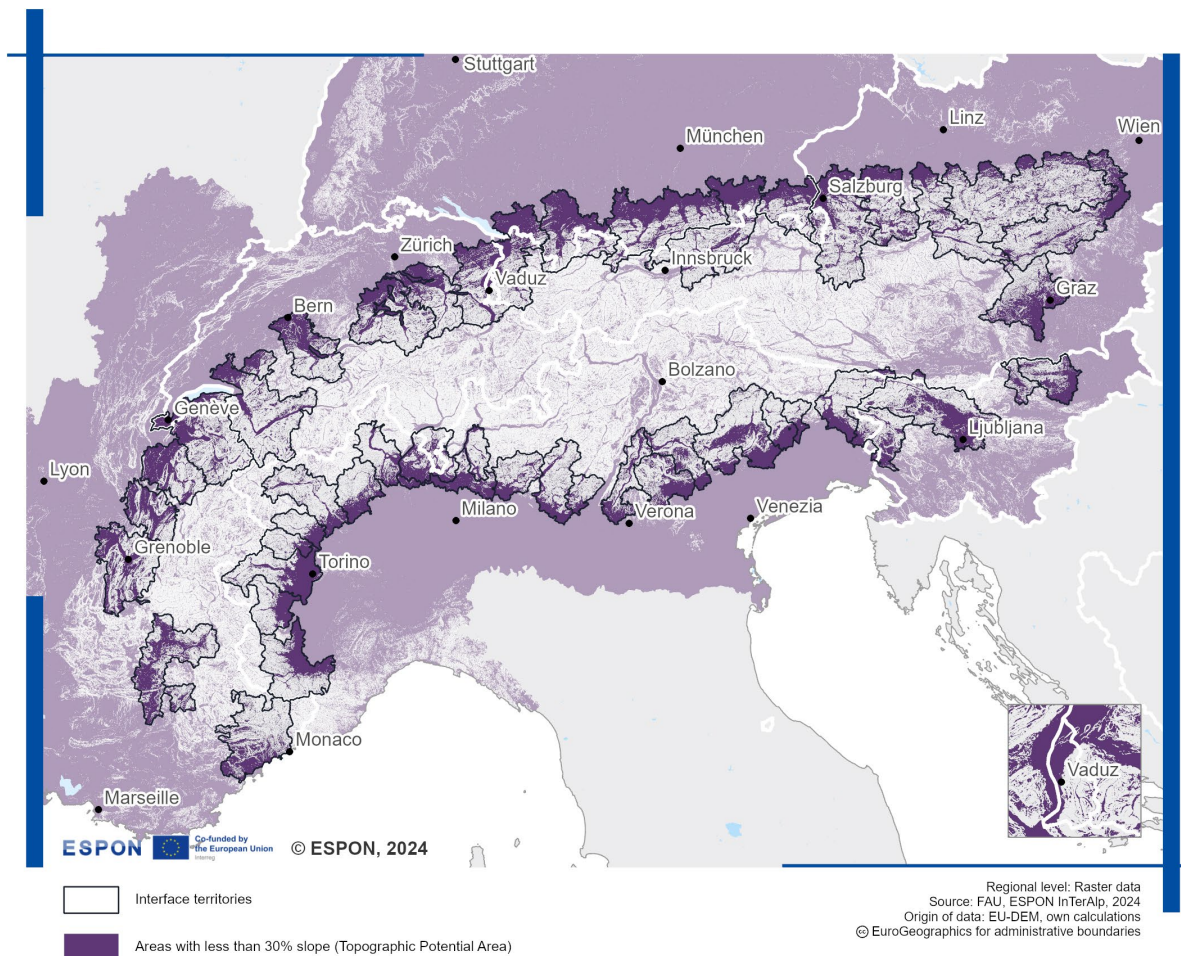 Stuttgart
Linz
Wien
München
Salzburg
Zürich
Innsbruck
Vaduz
Graz
Bern
Bolzano
Genève
Ljubljana
Lyon
Milano
Verona
Venezia
Grenoble
Torino
Monaco
Vaduz
Marseille
ESPON
Co-funded by
the European Union
Interreg
© ESPON, 2024
Regional level: Raster data
Source: FAU, ESPON InTerAlp, 2024
Origin of data: EU-DEM, own calculations
(cc) EuroGeographics for administrative boundaries
Interface territories
Areas with less than 30% slope (Topographic Potential Area)